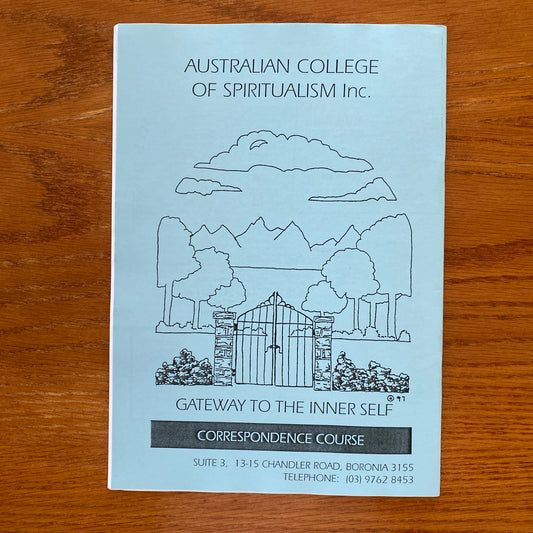 AUSTRALIAN COLLEGE
OF SPIRITUALISM Inc.
97
GATEWAY TO THE INNER SELF
CORRESPONDENCE COURSE
SUITE 3, 13-15 CHANDLER ROAD, BORONIA 3155
TELEPHONE: (03) 9762 8453